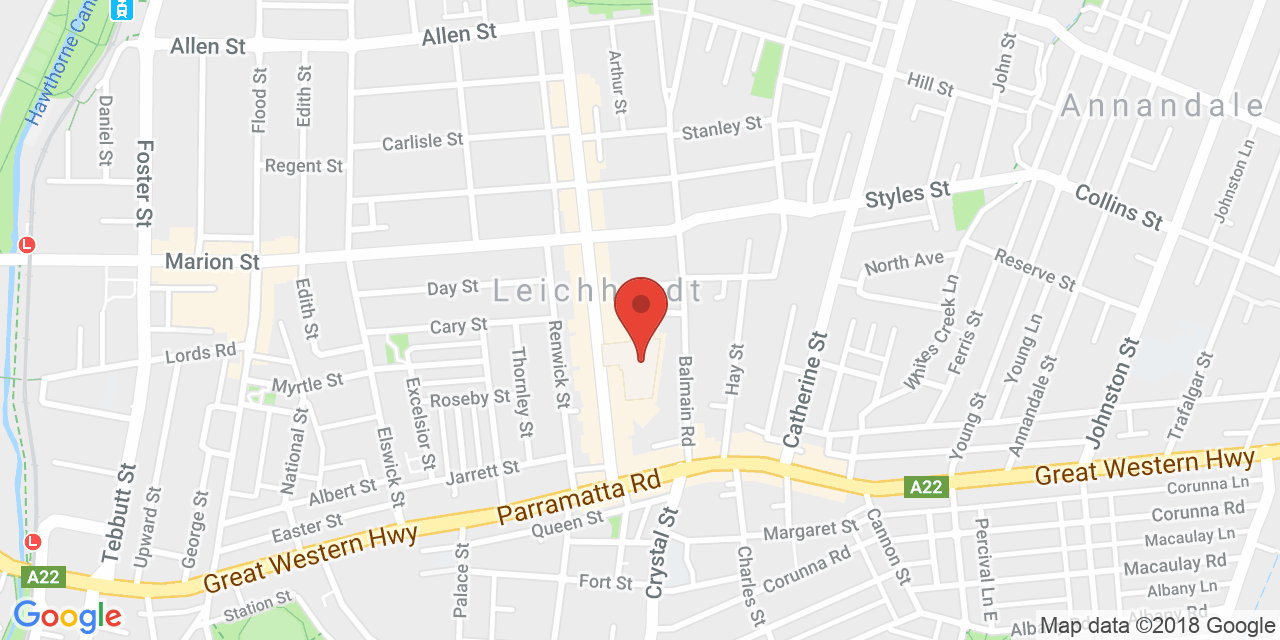 Hawthorne Cana
Allen St
Allen St
Arthur St
John St
Hill St
Annandale
Flood St
Edith St
Daniel St
Foster St
Carlisle St
Stanley St
Regent St
Johnston Ln
Styles St
Collins St
Marion St
North Ave
Reserve St
Day St
Leichh
dt
Edith St
Cary St
Renwick St
Whites Creek Ln
Ferris St
Young Ln
Lords Rd
Thornley St
Balmain Rd
Hay St
Catherine St
Annandale St
Johnston St
Trafalgar St
Myrtle St
Excelsior St
Roseby St
Young St
National St
Elswick St
Jarrett St
Tebbutt St
Upward St
George St
Albert St
Parramatta Rd
A22
Great Western Hwy
Easter St
Queen St
Crystal St
Margaret St
Cannon St
Percival Ln E
Corunna Ln
Corunna Rd
Macaulay Ln
Macaulay Rd
Albany Ln
Albany Rd
Great Western Hwy
A22
Palace St
Fort St
Charles St
Corunna Rd
Station St
L
L
Google
Map data ©2018 Google